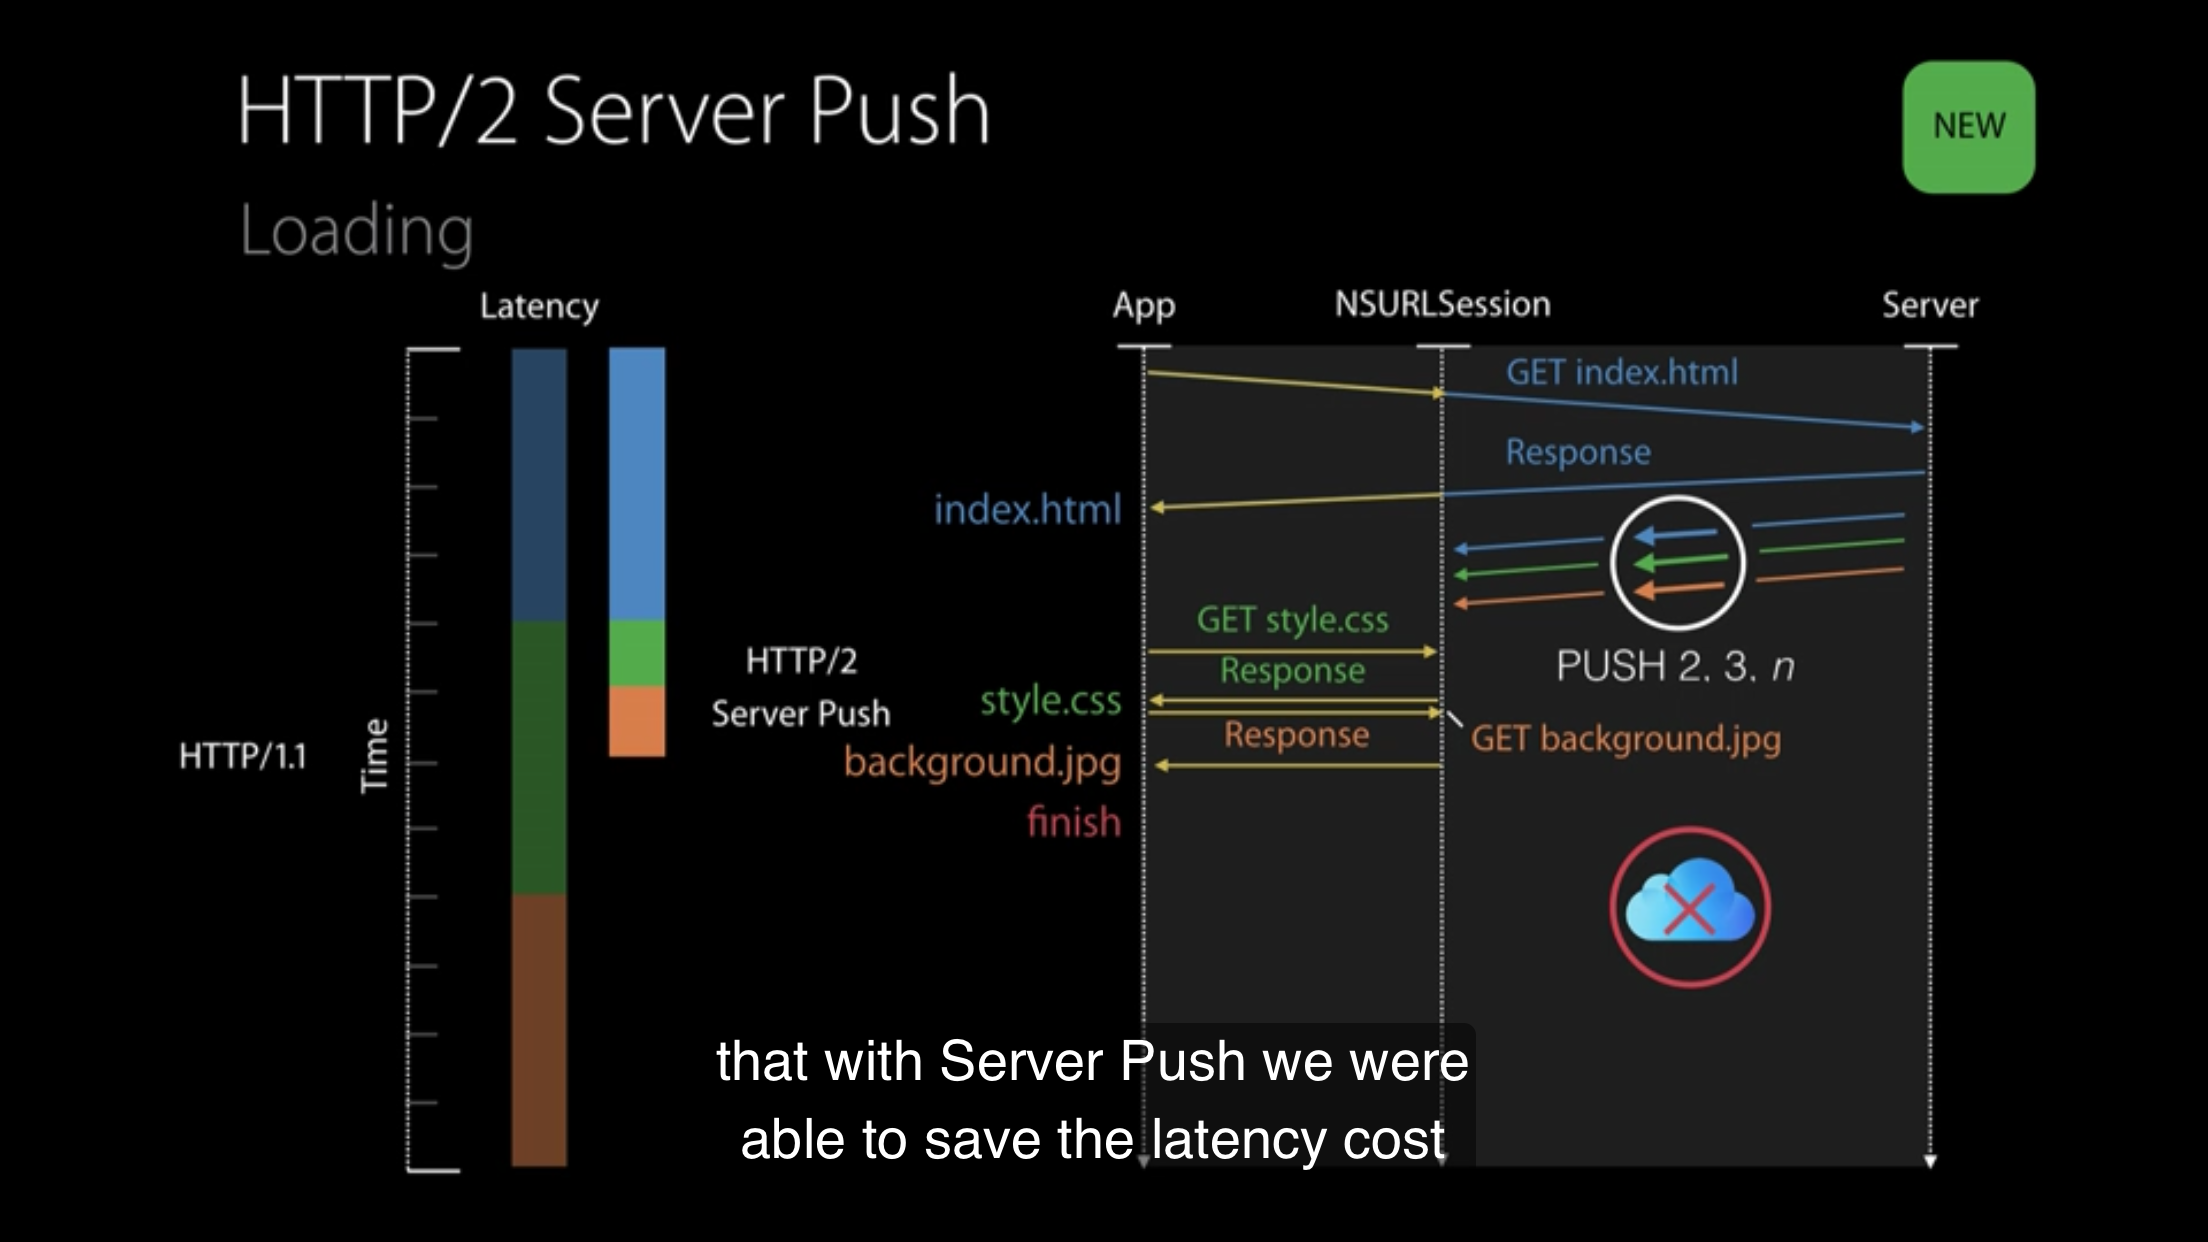 HTTP/2 Server Push
NEW
Loading
Latency
App
NSURLSession
Server
GET index.html
Response
index.html
GET style.css
HTTP/2
Server Push
Response
PUSH 2, 3, n
style.css
HTTP/1.1
Time
Response
GET background.jpg
background.jpg
finish
that with Server Push we were
able to save the latency cost